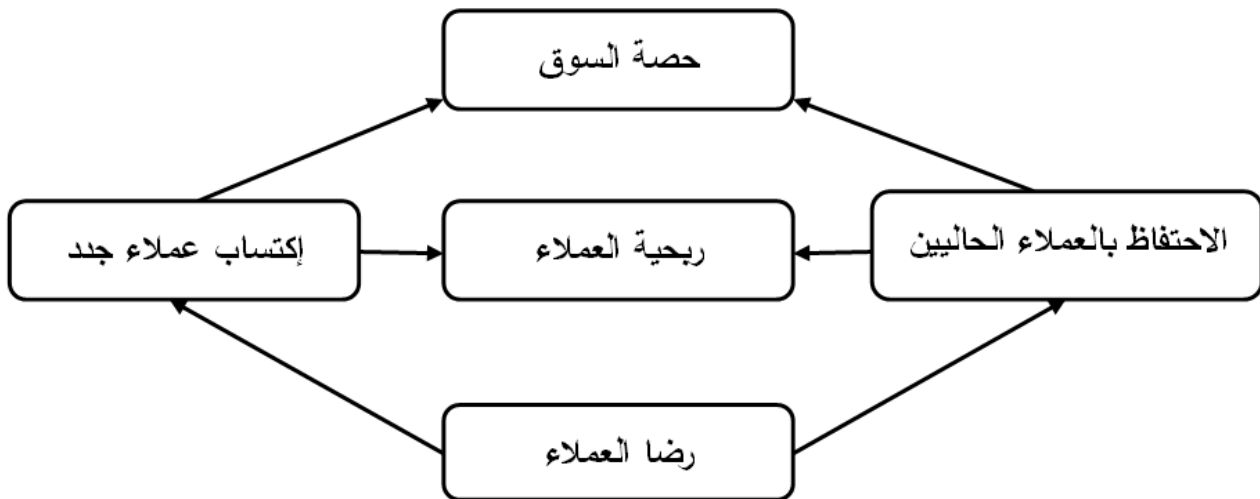 حصة السوق
الاحتفاظ بالعملاء الحاليين
ربحية العملاء
إكتساب عملاء جدد
رضا العملاء